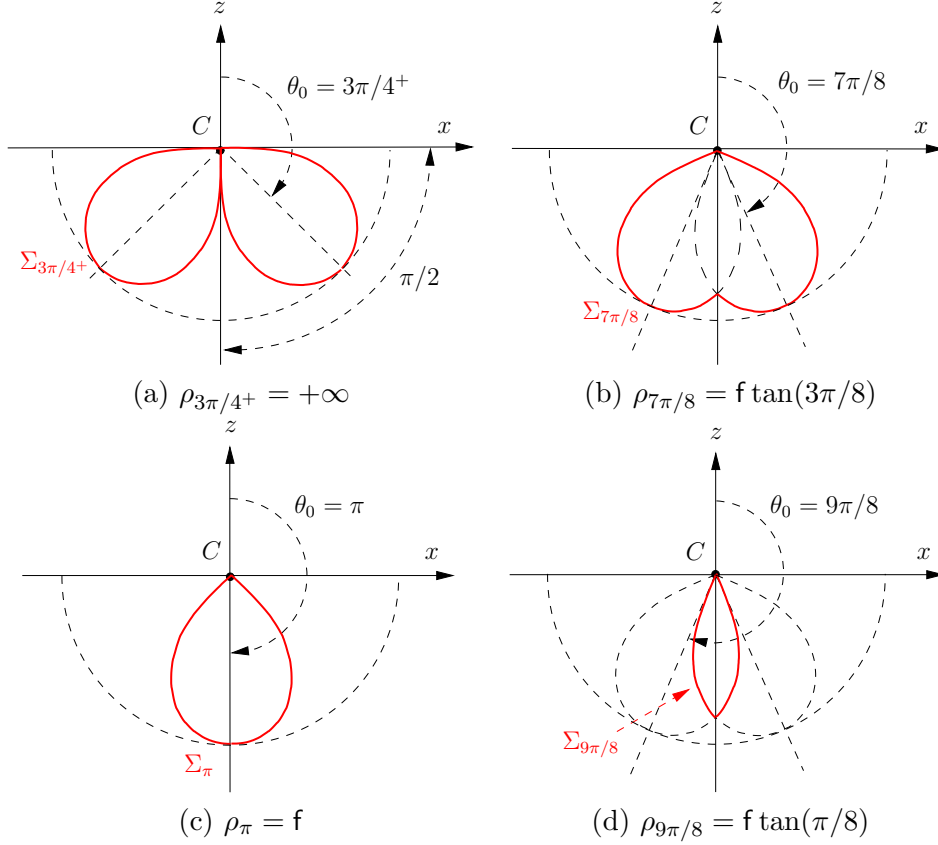 z
θ₀ = 3π/4⁺
C
x
Σ₃π/₄⁺
π/2
(a) ρ₃π/₄⁺ = +∞
z
θ₀ = 7π/8
C
x
Σ₇π/₈
(b) ρ₇π/₈ = f tan(3π/8)
z
θ₀ = π
C
x
Σπ
(c) ρπ = f
z
θ₀ = 9π/8
C
x
Σ₉π/₈
(d) ρ₉π/₈ = f tan(π/8)